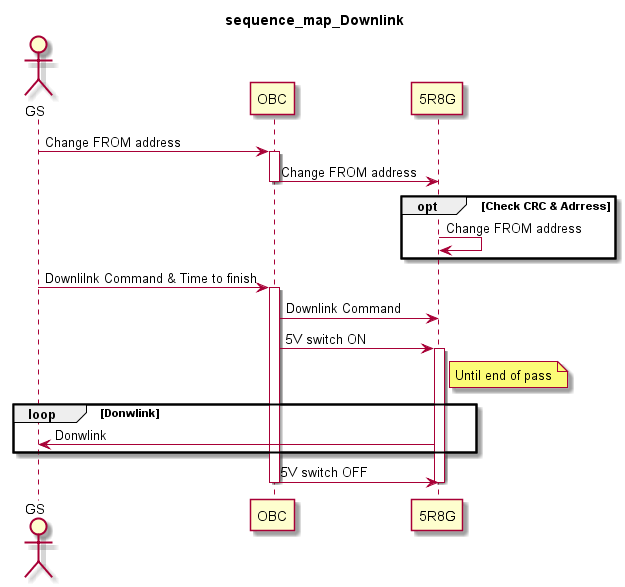 sequence_map_Downlink
GS
OBC
5R8G
Change FROM address
Change FROM address
opt
[Check CRC & Adrress]
Change FROM address
Downlilnk Command & Time to finish
Downlink Command
5V switch ON
Until end of pass
loop
[Donwlink]
Donwlink
5V switch OFF
GS
OBC
5R8G